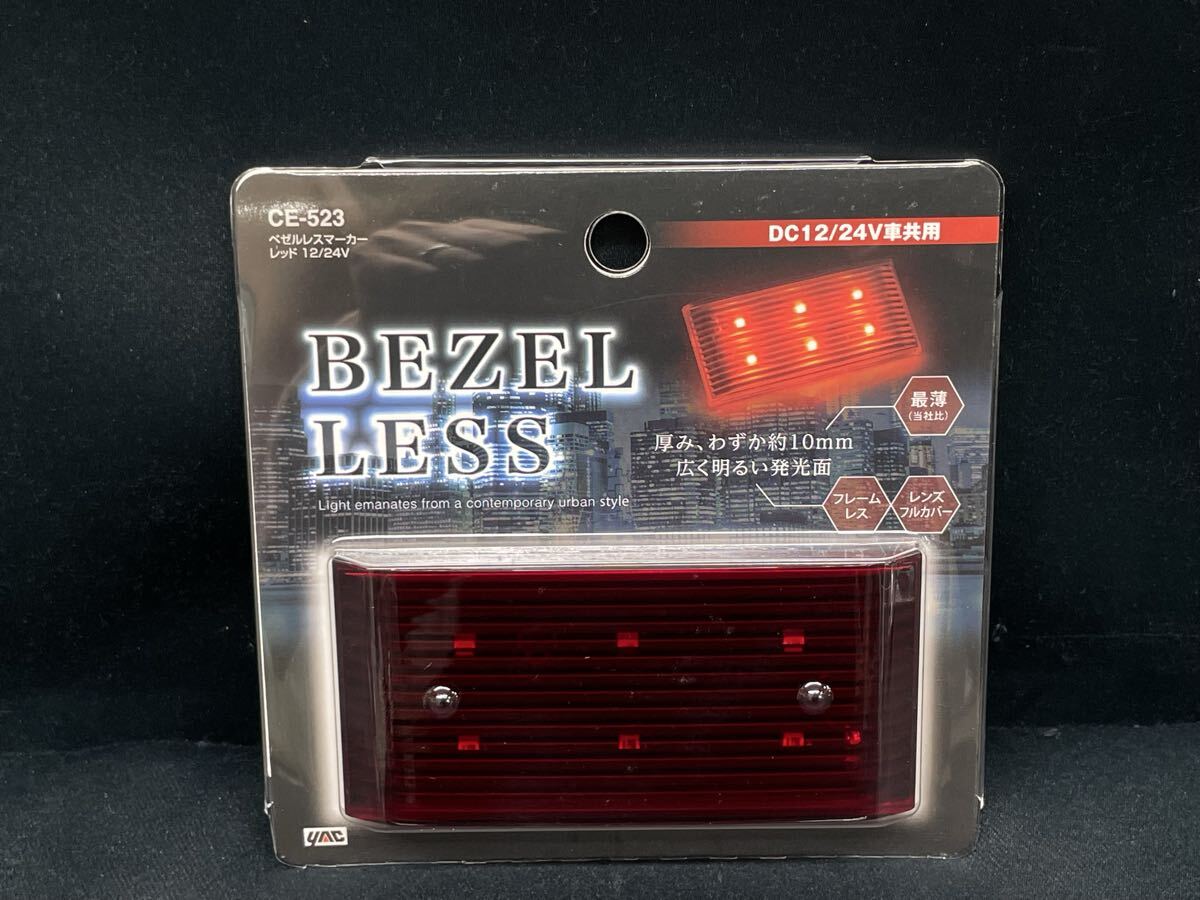 CE-523
ベゼルレスマーカー
レッド 12/24V
DC12/24V車共用
BEZEL
LESS
Light emanates from a contemporary urban style
最薄
(当社比)
厚み、わずか約10mm
広く明るい発光面
フレーム
レス
レンズ
フルカバー
YAC